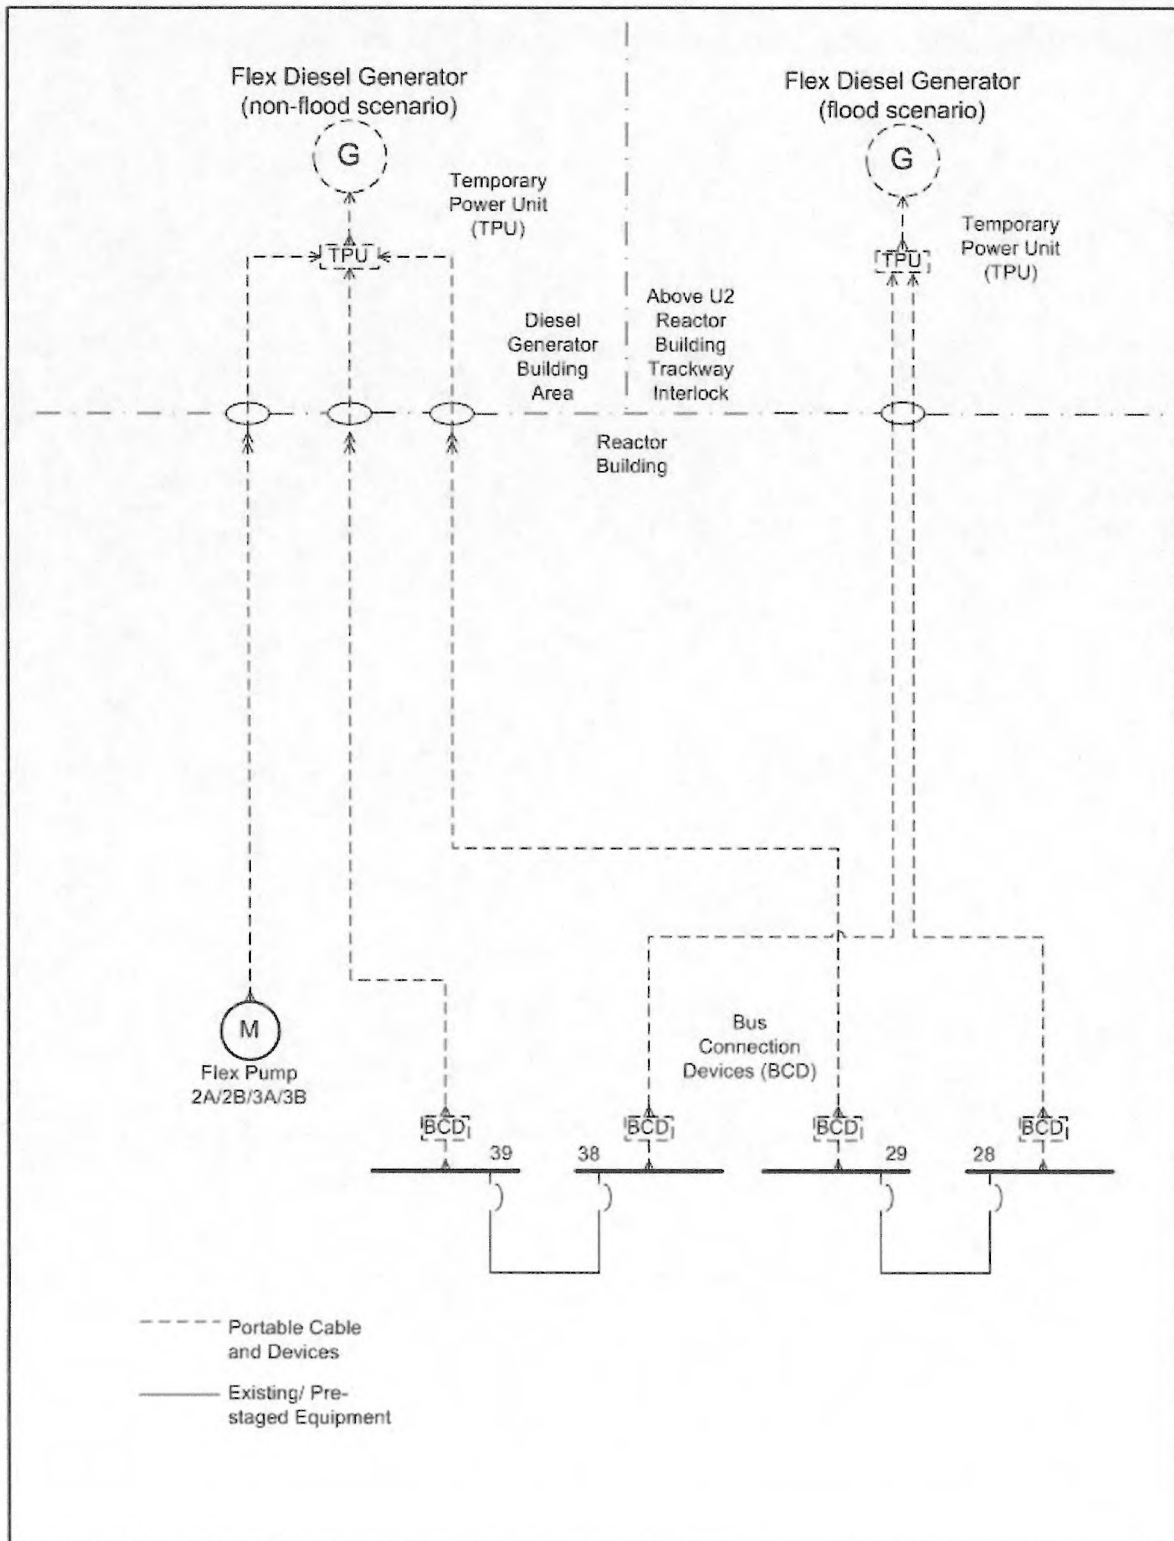 Flex Diesel Generator
(non-flood scenario)
G
Temporary
Power Unit
(TPU)
TPU
Diesel
Generator
Building
Area
Flex Diesel Generator
(flood scenario)
G
Temporary
Power Unit
(TPU)
TPU
Above U2
Reactor
Building
Trackway
Interlock
Reactor
Building
M
Flex Pump
2A/2B/3A/3B
Bus
Connection
Devices (BCD)
BCD
BCD
BCD
BCD
39
38
29
28
Portable Cable
and Devices
Existing/ Pre-
staged Equipment